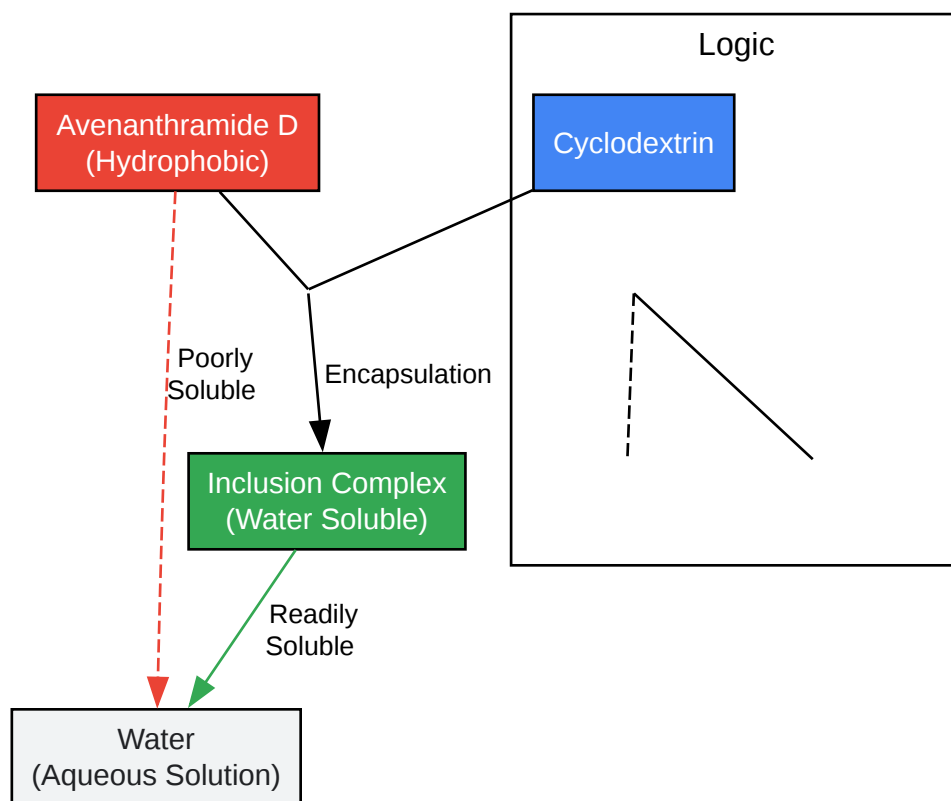 Logic
Avenanthramide D
(Hydrophobic)
Cyclodextrin
Poorly
Soluble
Encapsulation
Inclusion Complex
(Water Soluble)
Readily
Soluble
Water
(Aqueous Solution)